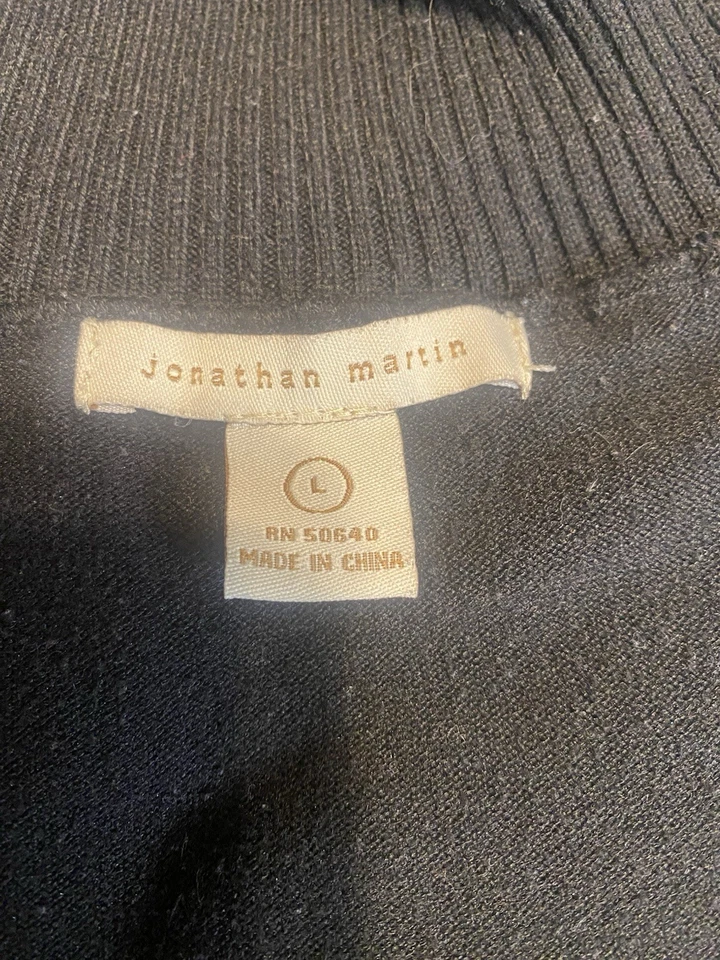 jonathan martin
L
RN 50640
MADE IN CHINA